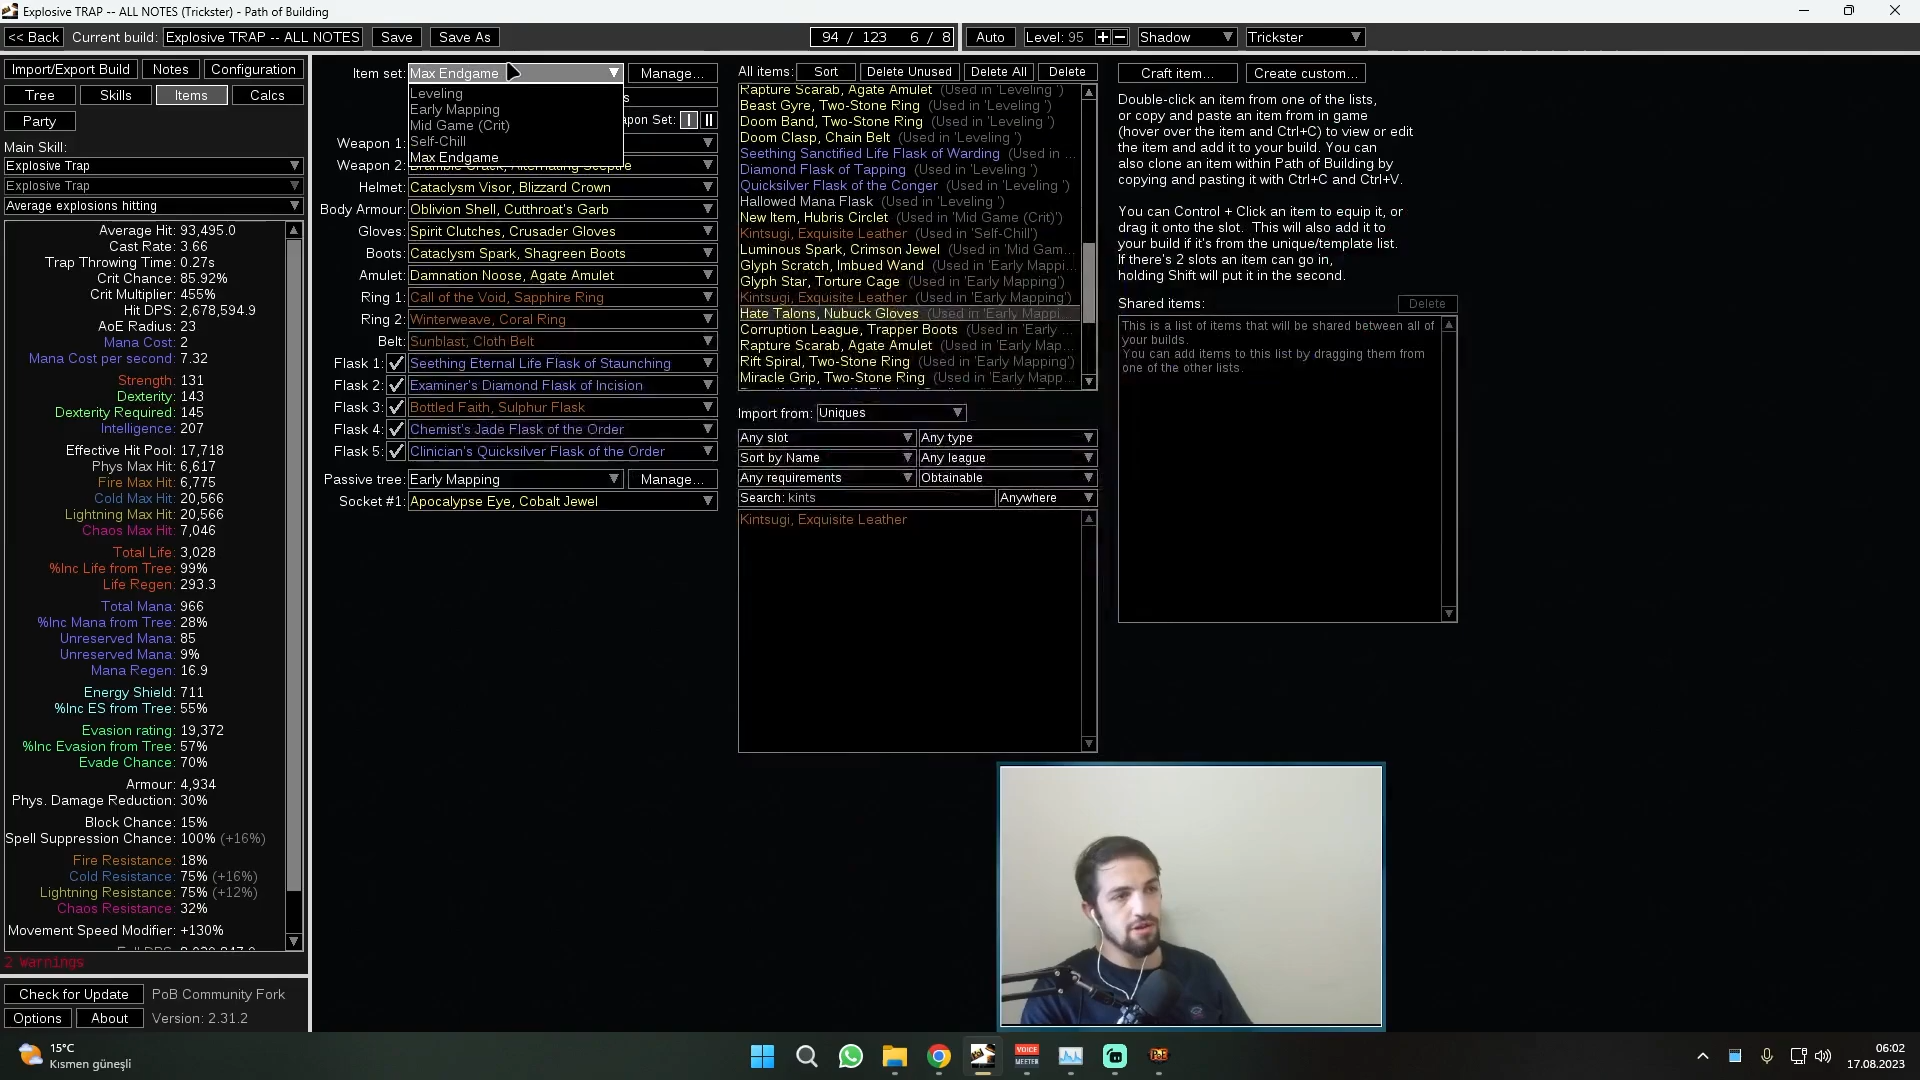 Explosive TRAP -- ALL NOTES (Trickster) - Path of Building
<< Back
Current build: Explosive TRAP -- ALL NOTES
Save
Save As
94 / 123 6 / 8
Auto
Level: 95
Shadow
Trickster
Import/Export Build
Notes
Configuration
Tree
Skills
Items
Calcs
Party
Main Skill:
Explosive Trap
Explosive Trap
Average explosions hitting
Average Hit: 93,495.0
Cast Rate: 3.66
Trap Throwing Time: 0.27s
Crit Chance: 85.92%
Crit Multiplier: 455%
Hit DPS: 2,678,594.9
AoE Radius: 23
Mana Cost: 2
Mana Cost per second: 7.32
Strength: 131
Dexterity: 143
Dexterity Required: 145
Intelligence: 207
Effective Hit Pool: 17,718
Phys Max Hit: 6,617
Fire Max Hit: 6,775
Cold Max Hit: 20,566
Lightning Max Hit: 20,566
Chaos Max Hit: 7,046
Total Life: 3,028
%Inc Life from Tree: 99%
Life Regen: 293.3
Total Mana: 966
%Inc Mana from Tree: 28%
Unreserved Mana: 85
Unreserved Mana: 9%
Mana Regen: 16.9
Energy Shield: 711
%Inc ES from Tree: 55%
Evasion rating: 19,372
%Inc Evasion from Tree: 57%
Evade Chance: 70%
Armour: 4,934
Phys. Damage Reduction: 30%
Block Chance: 15%
Spell Suppression Chance: 100% (+16%)
Fire Resistance: 18%
Cold Resistance: 75% (+16%)
Lightning Resistance: 75% (+12%)
Chaos Resistance: 32%
Movement Speed Modifier: +130%
2 Warnings
Check for Update
PoB Community Fork
Options
About
Version: 2.31.2
Item set: Max Endgame
Manage...
Leveling
Early Mapping
Mid Game (Crit)
Self-Chill
Max Endgame
Set: I II
Weapon 1:
Weapon 2:
Helmet: Cataclysm Visor, Blizzard Crown
Body Armour: Oblivion Shell, Cutthroat's Garb
Gloves: Spirit Clutches, Crusader Gloves
Boots: Cataclysm Spark, Shagreen Boots
Amulet: Damnation Noose, Agate Amulet
Ring 1: Call of the Void, Sapphire Ring
Ring 2: Winterweave, Coral Ring
Belt: Sunblast, Cloth Belt
Flask 1: Seething Eternal Life Flask of Staunching
Flask 2: Examiner's Diamond Flask of Incision
Flask 3: Bottled Faith, Sulphur Flask
Flask 4: Chemist's Jade Flask of the Order
Flask 5: Clinician's Quicksilver Flask of the Order
Passive tree: Early Mapping
Manage...
Socket #1: Apocalypse Eye, Cobalt Jewel
All items:
Sort
Delete Unused
Delete All
Delete
Rapture Scarab, Agate Amulet (Used in 'Leveling ')
Beast Gyre, Two-Stone Ring (Used in 'Leveling ')
Doom Band, Two-Stone Ring (Used in 'Leveling ')
Doom Clasp, Chain Belt (Used in 'Leveling ')
Seething Sanctified Life Flask of Warding (Used in ...
Diamond Flask of Tapping (Used in 'Leveling ')
Quicksilver Flask of the Conger (Used in 'Leveling ')
Hallowed Mana Flask (Used in 'Leveling ')
New Item, Hubris Circlet (Used in 'Mid Game (Crit)')
Kintsugi, Exquisite Leather (Used in 'Self-Chill')
Luminous Spark, Crimson Jewel (Used in 'Mid Gam...
Glyph Scratch, Imbued Wand (Used in 'Early Mappi...
Glyph Star, Torture Cage (Used in 'Early Mapping')
Kintsugi, Exquisite Leather (Used in 'Early Mapping')
Hate Talons, Nubuck Gloves (Used in 'Early Mappi...
Corruption League, Trapper Boots (Used in 'Early ...
Rapture Scarab, Agate Amulet (Used in 'Early Map...
Rift Spiral, Two-Stone Ring (Used in 'Early Mapping')
Miracle Grip, Two-Stone Ring (Used in 'Early Mapp...
Import from: Uniques
Any slot
Any type
Sort by Name
Any league
Any requirements
Obtainable
Search: kints
Anywhere
Kintsugi, Exquisite Leather
Craft item...
Create custom...
Double-click an item from one of the lists,
or copy and paste an item from in game
(hover over the item and Ctrl+C) to view or edit
the item and add it to your build. You can
also clone an item within Path of Building by
copying and pasting it with Ctrl+C and Ctrl+V.
You can Control + Click an item to equip it, or
drag it onto the slot. This will also add it to
your build if it's from the unique/template list.
If there's 2 slots an item can go in,
holding Shift will put it in the second.
Shared items:
Delete
This is a list of items that will be shared between all of
your builds.
You can add items to this list by dragging them from
one of the other lists.
15°C
Kısmen güneşli
VOICE
MEETER
06:02
17.08.2023